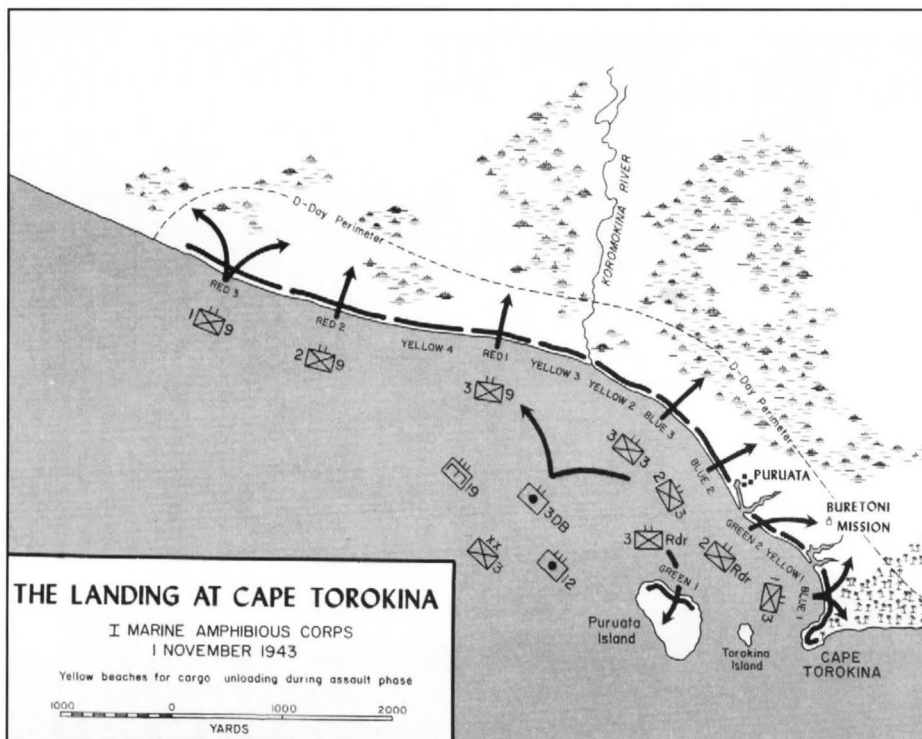 KOROMOKINA RIVER
D-Day Perimeter
RED 3
1 9
RED 2
2 9
YELLOW 4
RED 1
3 9
YELLOW 3
YELLOW 2
BLUE 3
3 3
D-Day Perimeter
BLUE 2
2 3
PURUATA
BURETONI
MISSION
GREEN 2
YELLOW 1
BLUE 1
19
3DB
xx 3
12
3 Rdr
2 Rdr
1 3
GREEN 1
Puruata
Island
Torokina
Island
CAPE
TOROKINA
THE LANDING AT CAPE TOROKINA
I MARINE AMPHIBIOUS CORPS
1 NOVEMBER 1943
Yellow beaches for cargo unloading during assault phase
1000 0 1000 2000
YARDS